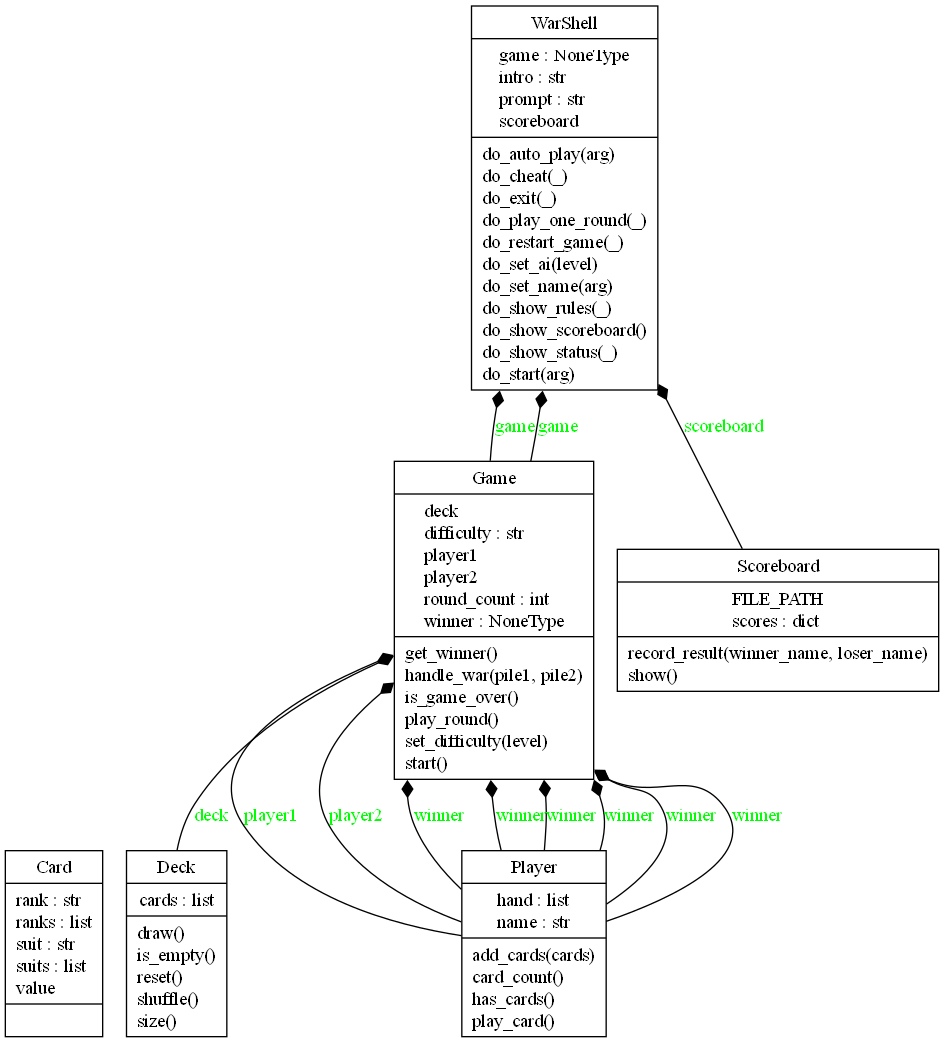 WarShell
game : NoneType
intro : str
prompt : str
scoreboard
do_auto_play(arg)
do_cheat(_)
do_exit(_)
do_play_one_round(_)
do_restart_game(_)
do_set_ai(level)
do_set_name(arg)
do_show_rules(_)
do_show_scoreboard()
do_show_status(_)
do_start(arg)
game
game
scoreboard
Game
deck
difficulty : str
player1
player2
round_count : int
winner : NoneType
get_winner()
handle_war(pile1, pile2)
is_game_over()
play_round()
set_difficulty(level)
start()
Scoreboard
FILE_PATH
scores : dict
record_result(winner_name, loser_name)
show()
deck
player1
player2
winner
winner
winner
winner
winner
winner
Card
rank : str
ranks : list
suit : str
suits : list
value
Deck
cards : list
draw()
is_empty()
reset()
shuffle()
size()
Player
hand : list
name : str
add_cards(cards)
card_count()
has_cards()
play_card()